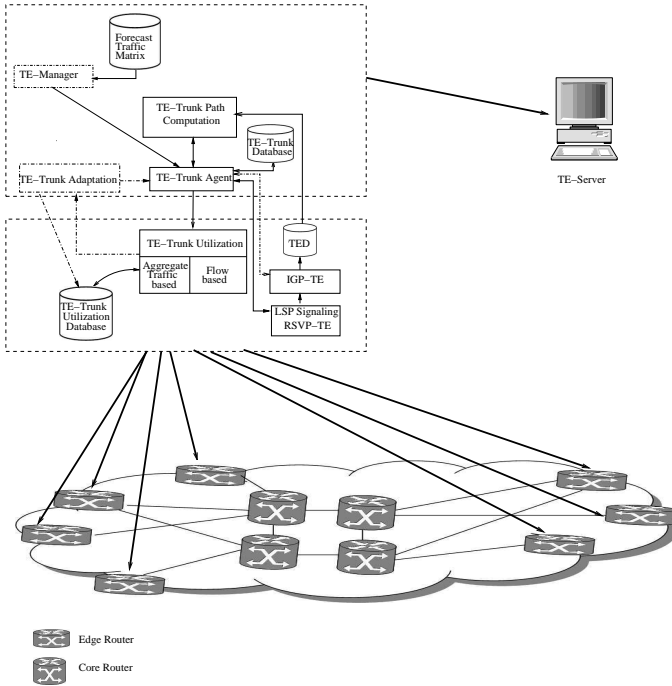 Forecast
Traffic
Matrix
TE–Manager
TE–Trunk Path
Computation
TE–Trunk
Database
TE–Trunk Adaptation
TE–Trunk Agent
TE–Server
TE–Trunk Utilization
Aggregate
Traffic
based
Flow
based
TED
IGP–TE
TE–Trunk
Utilization
Database
LSP Signaling
RSVP–TE
Edge Router
Core Router